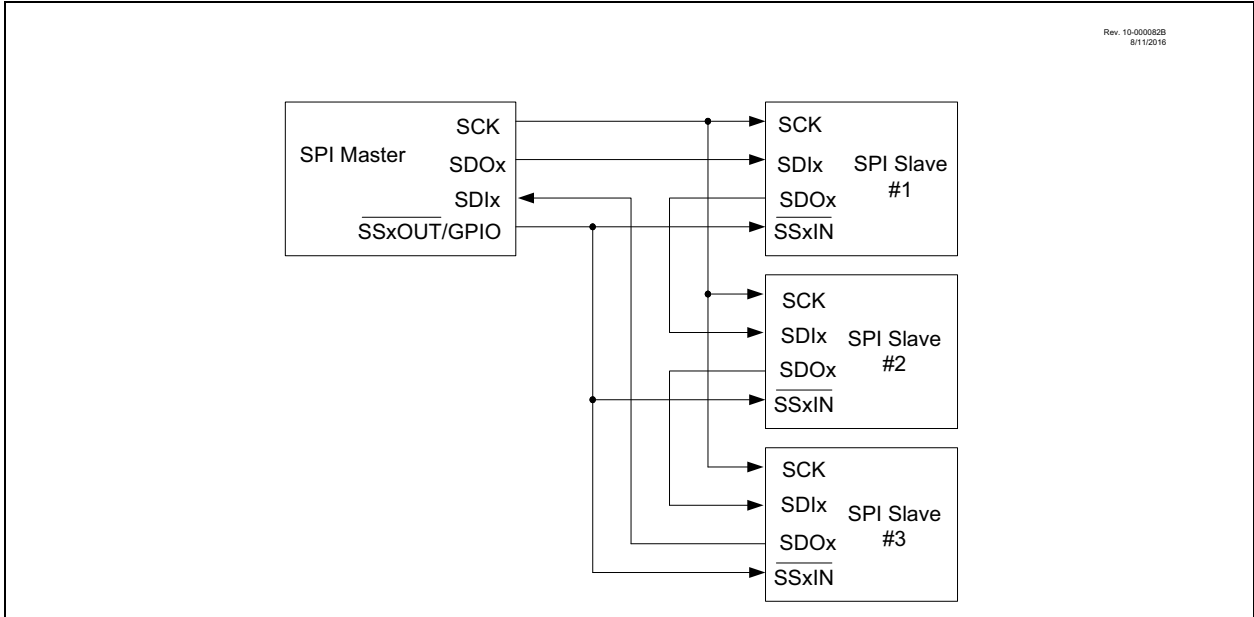 Rev. 10-000082B
8/11/2016
SPI Master
SCK
SDOx
SDIx
SSxOUT/GPIO
SCK
SDIx
SDOx
SSxIN
SPI Slave
#1
SCK
SDIx
SDOx
SSxIN
SPI Slave
#2
SCK
SDIx
SDOx
SSxIN
SPI Slave
#3